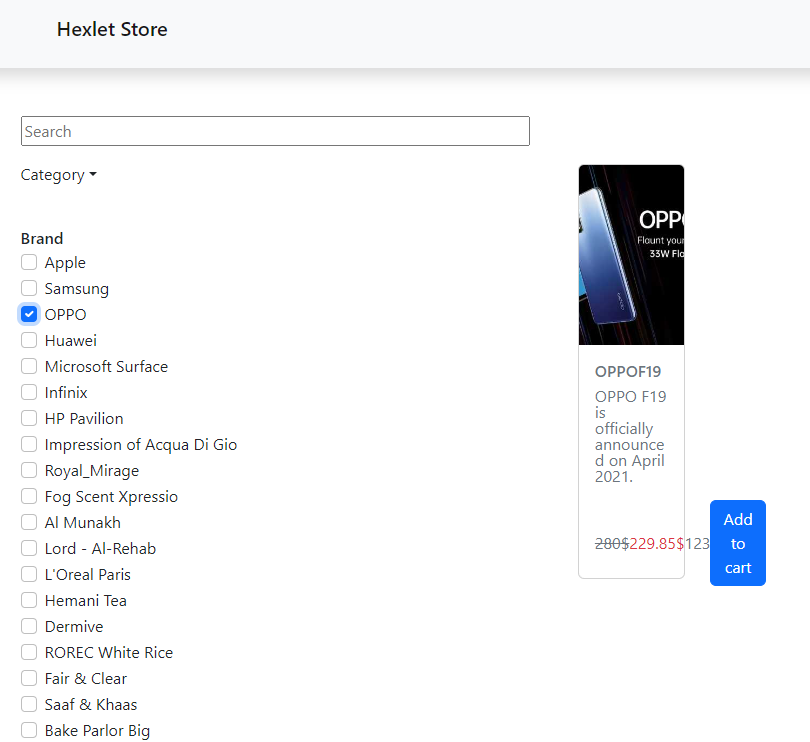 Hexlet Store
Search
Category
Brand
Apple
Samsung
OPPO
Huawei
Microsoft Surface
Infinix
HP Pavilion
Impression of Acqua Di Gio
Royal_Mirage
Fog Scent Xpressio
Al Munakh
Lord - Al-Rehab
L'Oreal Paris
Hemani Tea
Dermive
ROREC White Rice
Fair & Clear
Saaf & Khaas
Bake Parlor Big
OPPO
Flaunt your
33W Fla
OPPOF19
OPPO F19
is
officially
announce
d on April
2021.
280$229.85$123
Add
to
cart